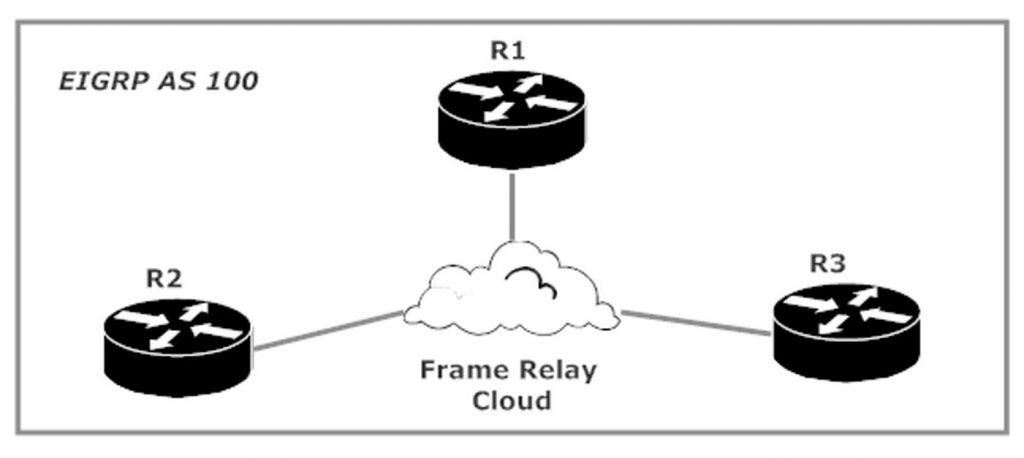 R1
EIGRP AS 100
R2
R3
Frame Relay
Cloud